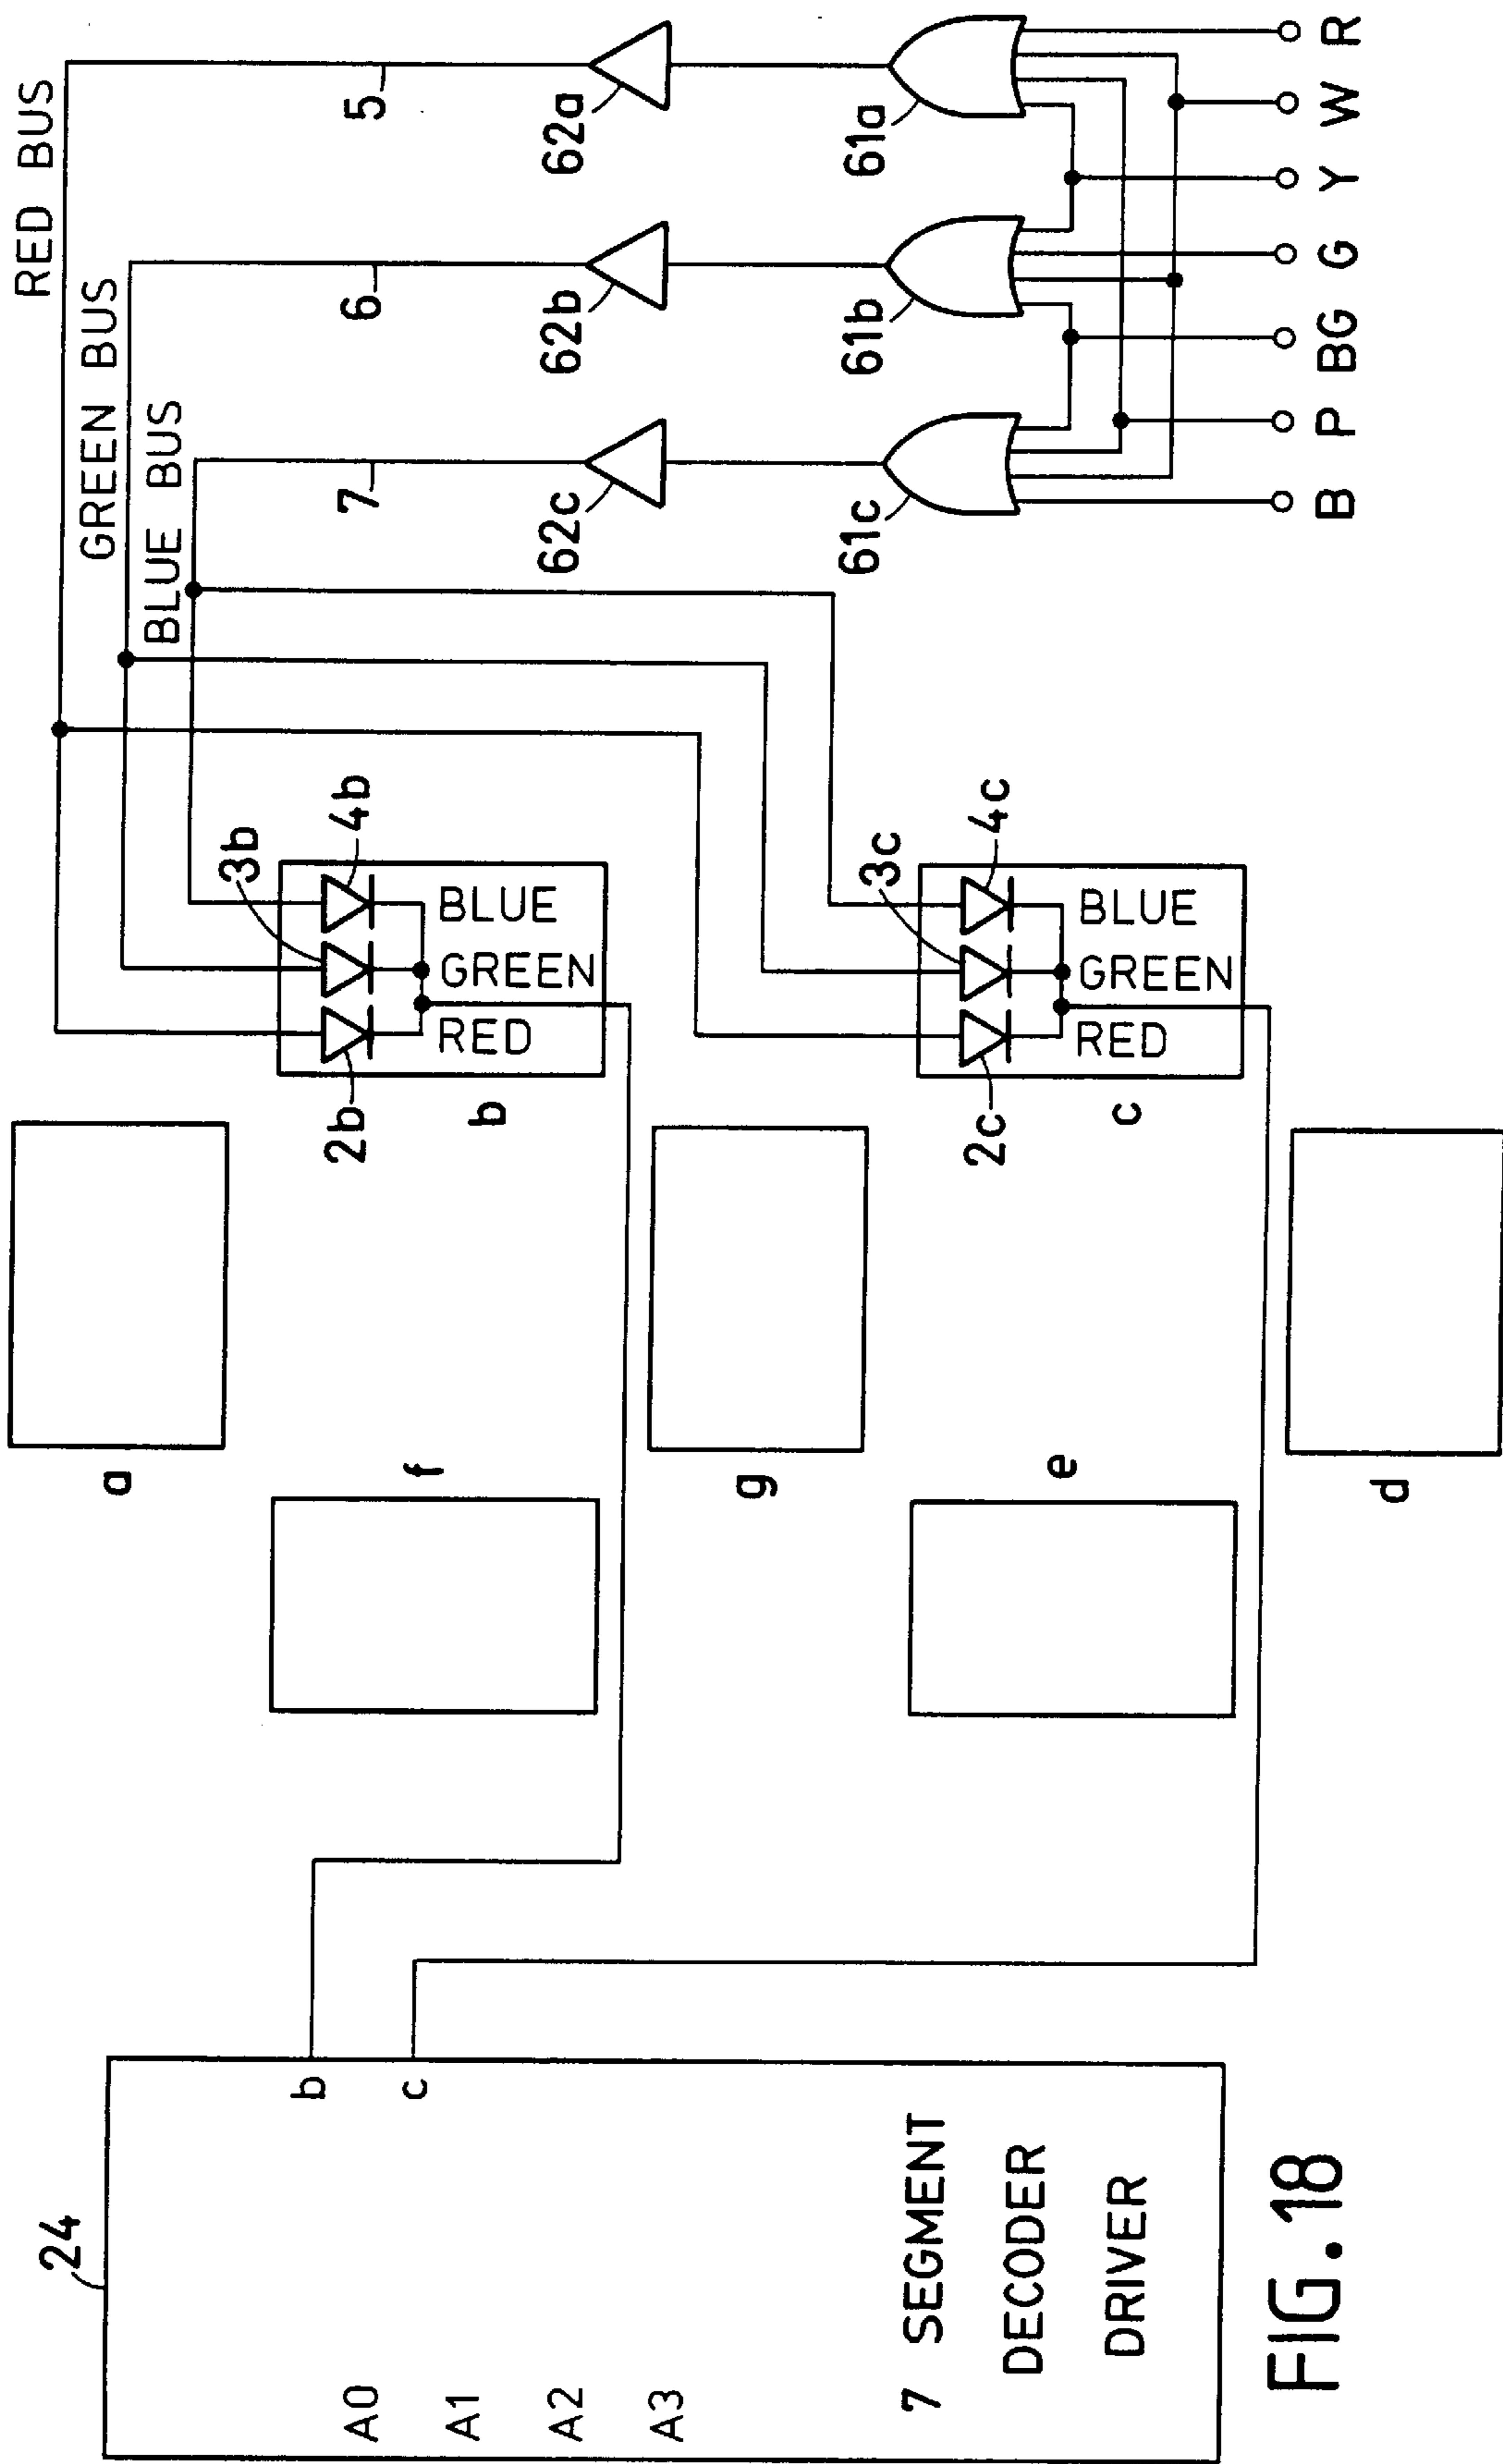 24
A0
A1
A2
A3
b
c
7 SEGMENT
DECODER
DRIVER
a
f
g
e
d
2b
3b
4b
RED
GREEN
BLUE
b
2c
3c
4c
RED
GREEN
BLUE
c
RED BUS
GREEN BUS
BLUE BUS
5
6
7
62a
62b
62c
61a
61b
61c
B
P
BG
G
Y
W
R
FIG. 18